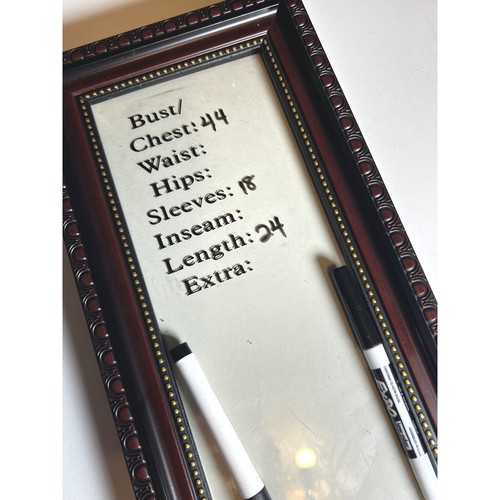 Bust/
Chest: 44
Waist:
Hips:
Sleeves: 18
Inseam:
Length: 24
Extra: